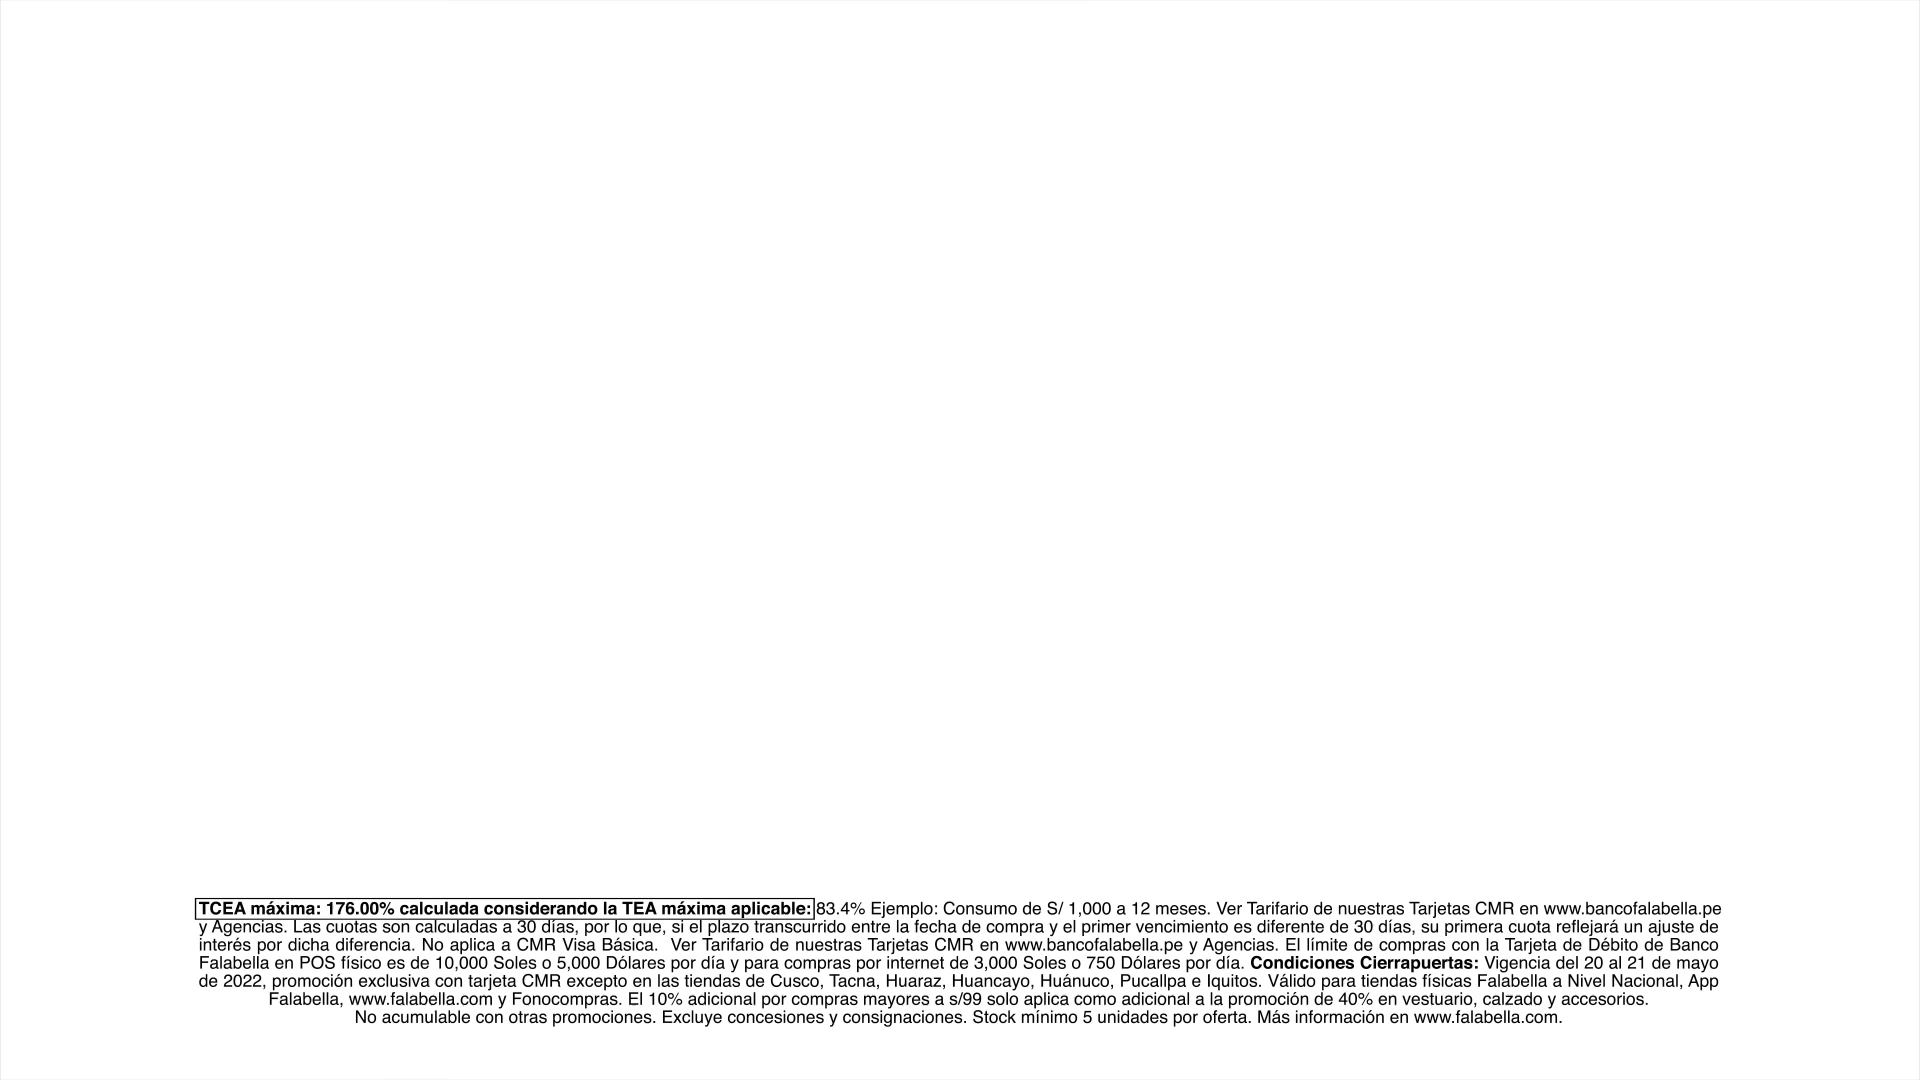 TCEA máxima: 176.00% calculada considerando la TEA máxima aplicable: 83.4% Ejemplo: Consumo de S/ 1,000 a 12 meses. Ver Tarifario de nuestras Tarjetas CMR en www.bancofalabella.pe
y Agencias. Las cuotas son calculadas a 30 días, por lo que, si el plazo transcurrido entre la fecha de compra y el primer vencimiento es diferente de 30 días, su primera cuota reflejará un ajuste de
interés por dicha diferencia. No aplica a CMR Visa Básica. Ver Tarifario de nuestras Tarjetas CMR en www.bancofalabella.pe y Agencias. El límite de compras con la Tarjeta de Débito de Banco
Falabella en POS físico es de 10,000 Soles o 5,000 Dólares por día y para compras por internet de 3,000 Soles o 750 Dólares por día. Condiciones Cierrapuertas: Vigencia del 20 al 21 de mayo
de 2022, promoción exclusiva con tarjeta CMR excepto en las tiendas de Cusco, Tacna, Huaraz, Huancayo, Huánuco, Pucallpa e Iquitos. Válido para tiendas físicas Falabella a Nivel Nacional, App
Falabella, www.falabella.com y Fonocompras. El 10% adicional por compras mayores a s/99 solo aplica como adicional a la promoción de 40% en vestuario, calzado y accesorios.
No acumulable con otras promociones. Excluye concesiones y consignaciones. Stock mínimo 5 unidades por oferta. Más información en www.falabella.com.